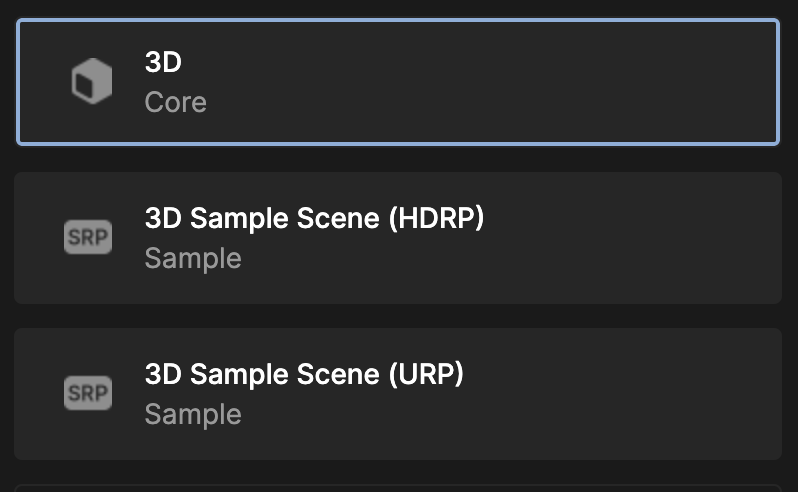 3D
Core
SRP
3D Sample Scene (HDRP)
Sample
SRP
3D Sample Scene (URP)
Sample